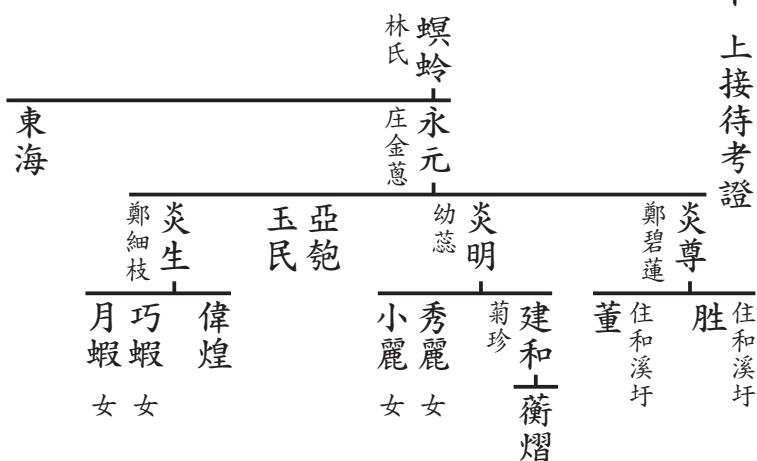 上接待考證
螟蛉
林氏
永元
庄金蔥
東海
炎尊
鄭碧蓮
炎明
幼蕊
亞匏
玉民
炎生
鄭細枝
胜
住和溪圩
董
住和溪圩
建和
菊珍
秀麗 女
小麗 女
偉煌
巧蝦 女
月蝦 女
蘅熠